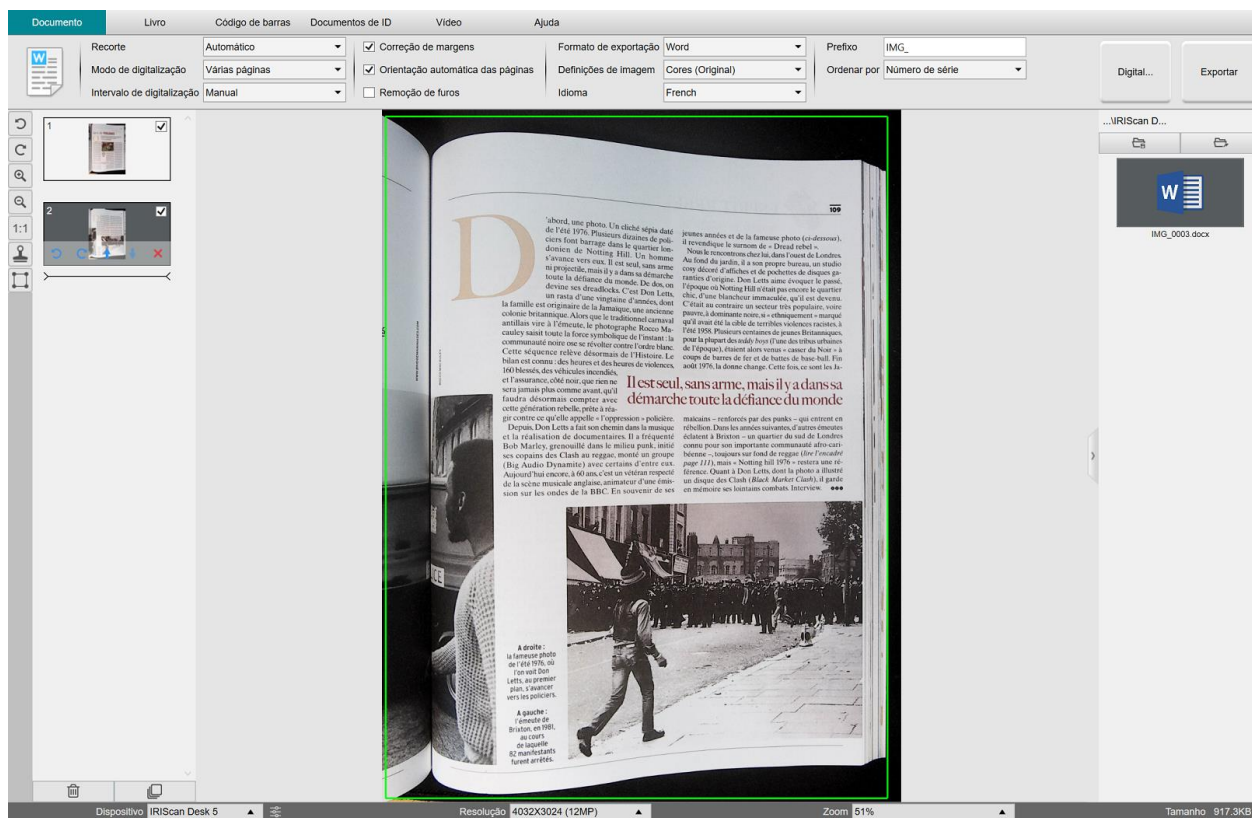 Documento Livro Código de barras Documentos de ID Vídeo Ajuda
Recorte Automático
Modo de digitalização Várias páginas
Intervalo de digitalização Manual
Correção de margens
Orientação automática das páginas
Remoção de furos
Formato de exportação Word
Definições de imagem Cores (Original)
Idioma French
Prefixo IMG_
Ordenar por Número de série
Digital...
Exportar
1:1
1
2
109
D
'abord, une photo. Un cliché sépia daté
de l'été 1976. Plusieurs dizaines de poli-
ciers font barrage dans le quartier lon-
donien de Notting Hill. Un homme
s'avance vers eux. Il est seul, sans arme
ni projectile, mais il y a dans sa démarche
toute la défiance du monde. De dos, on
devine ses dreadlocks. C'est Don Letts,
un rasta d'une vingtaine d'années, dont
la famille est originaire de la Jamaïque, une ancienne
colonie britannique. Alors que le traditionnel carnaval
antillais vire à l'émeute, le photographe Rocco Ma-
cauley saisit toute la force symbolique de l'instant : la
communauté noire ose se révolter contre l'ordre blanc.
Cette séquence relève désormais de l'Histoire. Le
bilan est connu : des heures et des heures de violences,
160 blessés, des véhicules incendiés,
et l'assurance, côté noir, que rien ne
sera jamais plus comme avant, qu'il
faudra désormais compter avec
cette génération rebelle, prête à réa-
gir contre ce qu'elle appelle « l'oppression » policière.
Depuis, Don Letts a fait son chemin dans la musique
et la réalisation de documentaires. Il a fréquenté
Bob Marley, grenouillé dans le milieu punk, initié
ses copains des Clash au reggae, monté un groupe
(Big Audio Dynamite) avec certains d'entre eux.
Aujourd'hui encore, à 60 ans, c'est un vétéran respecté
de la scène musicale anglaise, animateur d'une émis-
sion sur les ondes de la BBC. En souvenir de ses
jeunes années et de la fameuse photo (ci-dessous),
il revendique le surnom de « Dread rebel ».
Nous le rencontrons chez lui, dans l'ouest de Londres.
Au fond du jardin, il a son propre bureau, un studio
cosy décoré d'affiches et de pochettes de disques ga-
ranties d'origine. Don Letts aime évoquer le passé,
l'époque où Notting Hill n'était pas encore le quartier
chic, d'une blancheur immaculée, qu'il est devenu.
C'était au contraire un secteur très populaire, voire
pauvre, à dominante noire, si « ethniquement » marqué
qu'il avait été la cible de terribles violences racistes, à
l'été 1958. Plusieurs centaines de jeunes Britanniques,
pour la plupart des teddy boys (l'une des tribus urbaines
de l'époque), étaient alors venus « casser du Noir » à
coups de barres de fer et de battes de base-ball. Fin
août 1976, la donne change. Cette fois, ce sont les Ja-
Il est seul, sans arme, mais il y a dans sa
démarche toute la défiance du monde
maïcains – renforcés par des punks – qui entrent en
rébellion. Dans les années suivantes, d'autres émeutes
éclatent à Brixton – un quartier du sud de Londres
connu pour son importante communauté afro-cari-
béenne –, toujours sur fond de reggae (lire l'encadré
page 111), mais « Notting hill 1976 » restera une ré-
férence. Quant à Don Letts, dont la photo a illustré
un disque des Clash (Black Market Clash), il garde
en mémoire ses lointains combats. Interview.
A droite :
la fameuse photo
de l'été 1976, où
l'on voit Don
Letts, au premier
plan, s'avancer
vers les policiers.
A gauche :
l'émeute de
Brixton, en 1981,
au cours
de laquelle
82 manifestants
furent arrêtés.
...\IRIScan D...
W
IMG_0003.docx
Dispositivo IRIScan Desk 5
Resolução 4032X3024 (12MP)
Zoom 51%
Tamanho 917.3KB